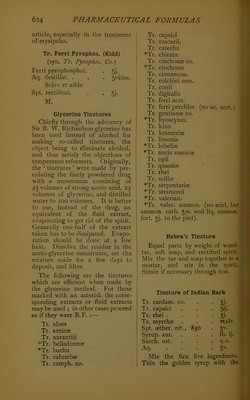 624 PHARMACEUTICAL FORMULAS
article, especially in the treatment
of erysipelas.
Tr. Ferri Pyrophos. (Kidd)
(syn. Tr. Pyrophos. Co.)
Ferri pyrophosphat. . ʒj.
Aq. destillat. . . . ʒviiss.
Solve et adde
Spt. rectificat. . . ʒj.
M.
Glycerine Tinctures
Chiefly through the advocacy of
Sir B. W. Richardson glycerine has
been used instead of alcohol for
making so-called tinctures, the
object being to eliminate alcohol,
and thus satisfy the objections of
temperance reformers. Originally,
the 'tinctures' were made by per-
colating the finely powdered drug
with a menstruum consisting of
2½ volumes of strong acetic acid, 25
volumes of glycerine, and distilled
water to 100 volumes. It is better
to use, instead of the drug, an
equivalent of the fluid extract,
evaporating to get rid of the spirit.
Generally one-half of the extract
taken has to be dissipated. Evapo-
ration should be done at a low
heat. Dissolve the residue in the
aceto-glycerin menstruum, set the
mixture aside for a few days to
deposit, and filter.
The following are the tinctures
which are efficient when made by
the glycerine method. For those
marked with an asterisk the corre-
sponding extracts or fluid extracts
may be used; in other cases proceed
as if they were B.P. :—
Tr. aloes
Tr. arnicæ
Tr. aurantii
*Tr. belladonnæ
*Tr. buchu
Tr. calumbæ
Tr. camph. co.
Tr. capsici
Tr. cascaril.
Tr. catechu
*Tr. chiratæ
Tr. cinchonæ co.
*Tr. cinchonæ
Tr. cinnamom.
Tr. colchici sem.
Tr. conii
Tr. digitalis
Tr. ferri acet.
Tr. ferri perchlor. (no ac. acet.)
Tr. gentianæ co.
*Tr. hyoscyam.
Tr. kino
Tr. krameriæ
Tr. limonis
*Tr. lobeliæ
*Tr. nucis vomicæ
*Tr. opii
Tr. quassiæ
*Tr. rhei
Tr. scillæ
*Tr. serpentariæ
*Tr. stramonii
Tr. valerian.
*Tr. valer. ammon. (no acid, but
ammon. carb. ʒss. and liq. ammon.
fort. ʒj. to the pint).
Hebra's Tincture
Equal parts by weight of wood-
tar, soft soap, and rectified spirit.
Mix the tar and soap together in a
mortar, and stir in the spirit.
Strain if necessary through tow.
Tincture of Indian Bark
Tr. cardam. co. . . ʒj.
Tr. capsici . . . ʒij.
Tr. rhei . . . . ʒj.
Tr. myrrhæ
Spt. æther. nit., ·850
Syrup. aur.
Sacch. ust.
Aq.
Mix the first five ingredients.
Thin the golden syrup with the